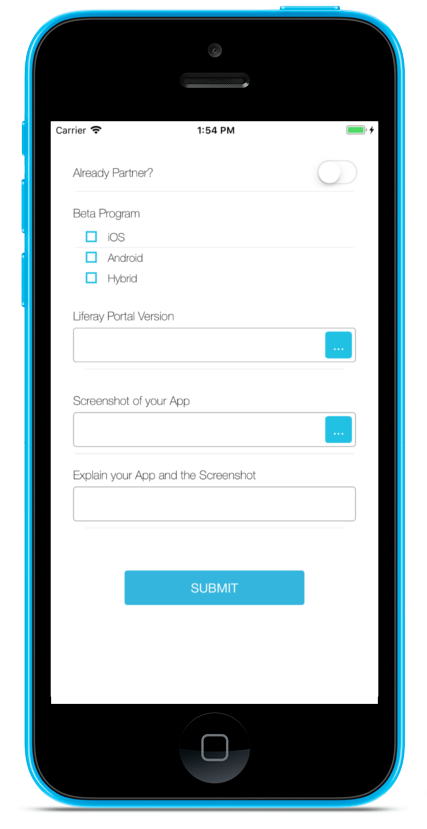 Carrier 1:54 PM
Already Partner?
Beta Program
iOS
Android
Hybrid
Liferay Portal Version
...
Screenshot of your App
...
Explain your App and the Screenshot
SUBMIT